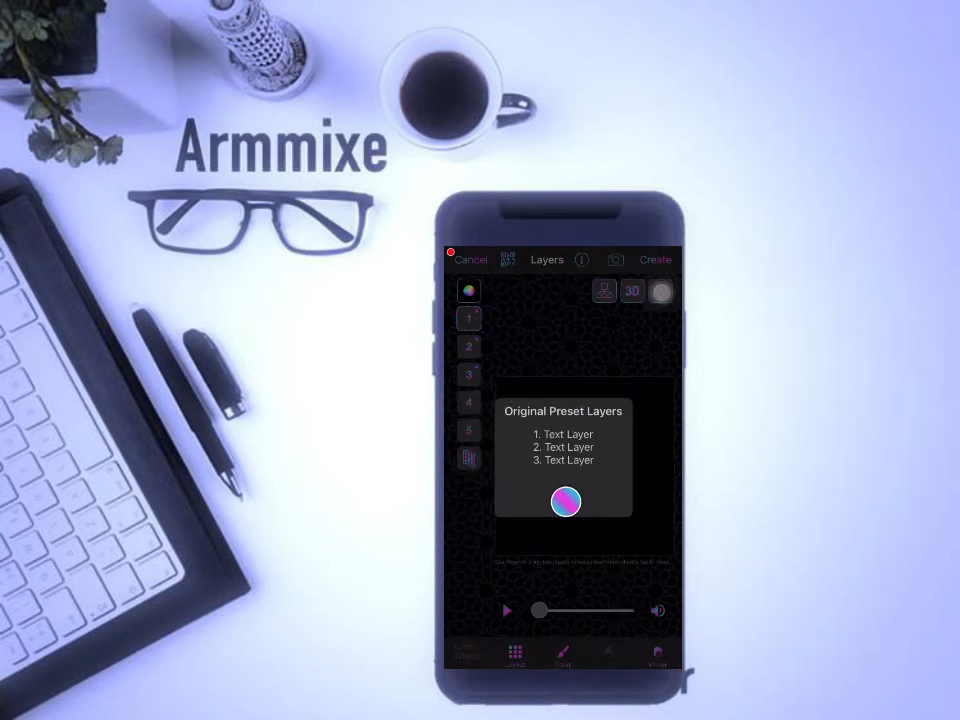 Armmixe
Cancel Layers Create
3D
1
2
3
4
5
Original Preset Layers
1. Text Layer
2. Text Layer
3. Text Layer
Layout Color Mirror
r